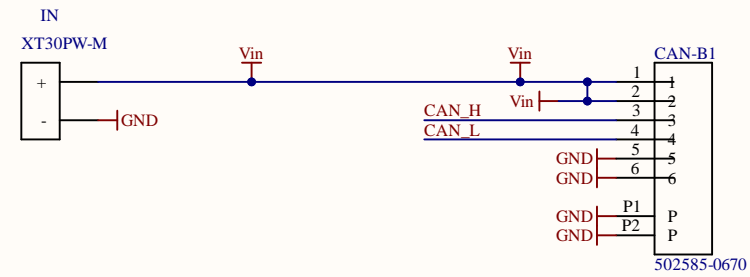 IN
XT30PW-M
+
-
GND
Vin
Vin
Vin
CAN_H
CAN_L
GND
GND
GND
GND
CAN-B1
1 1
2 2
3 3
4 4
5 5
6 6
P1 P
P2 P
502585-0670